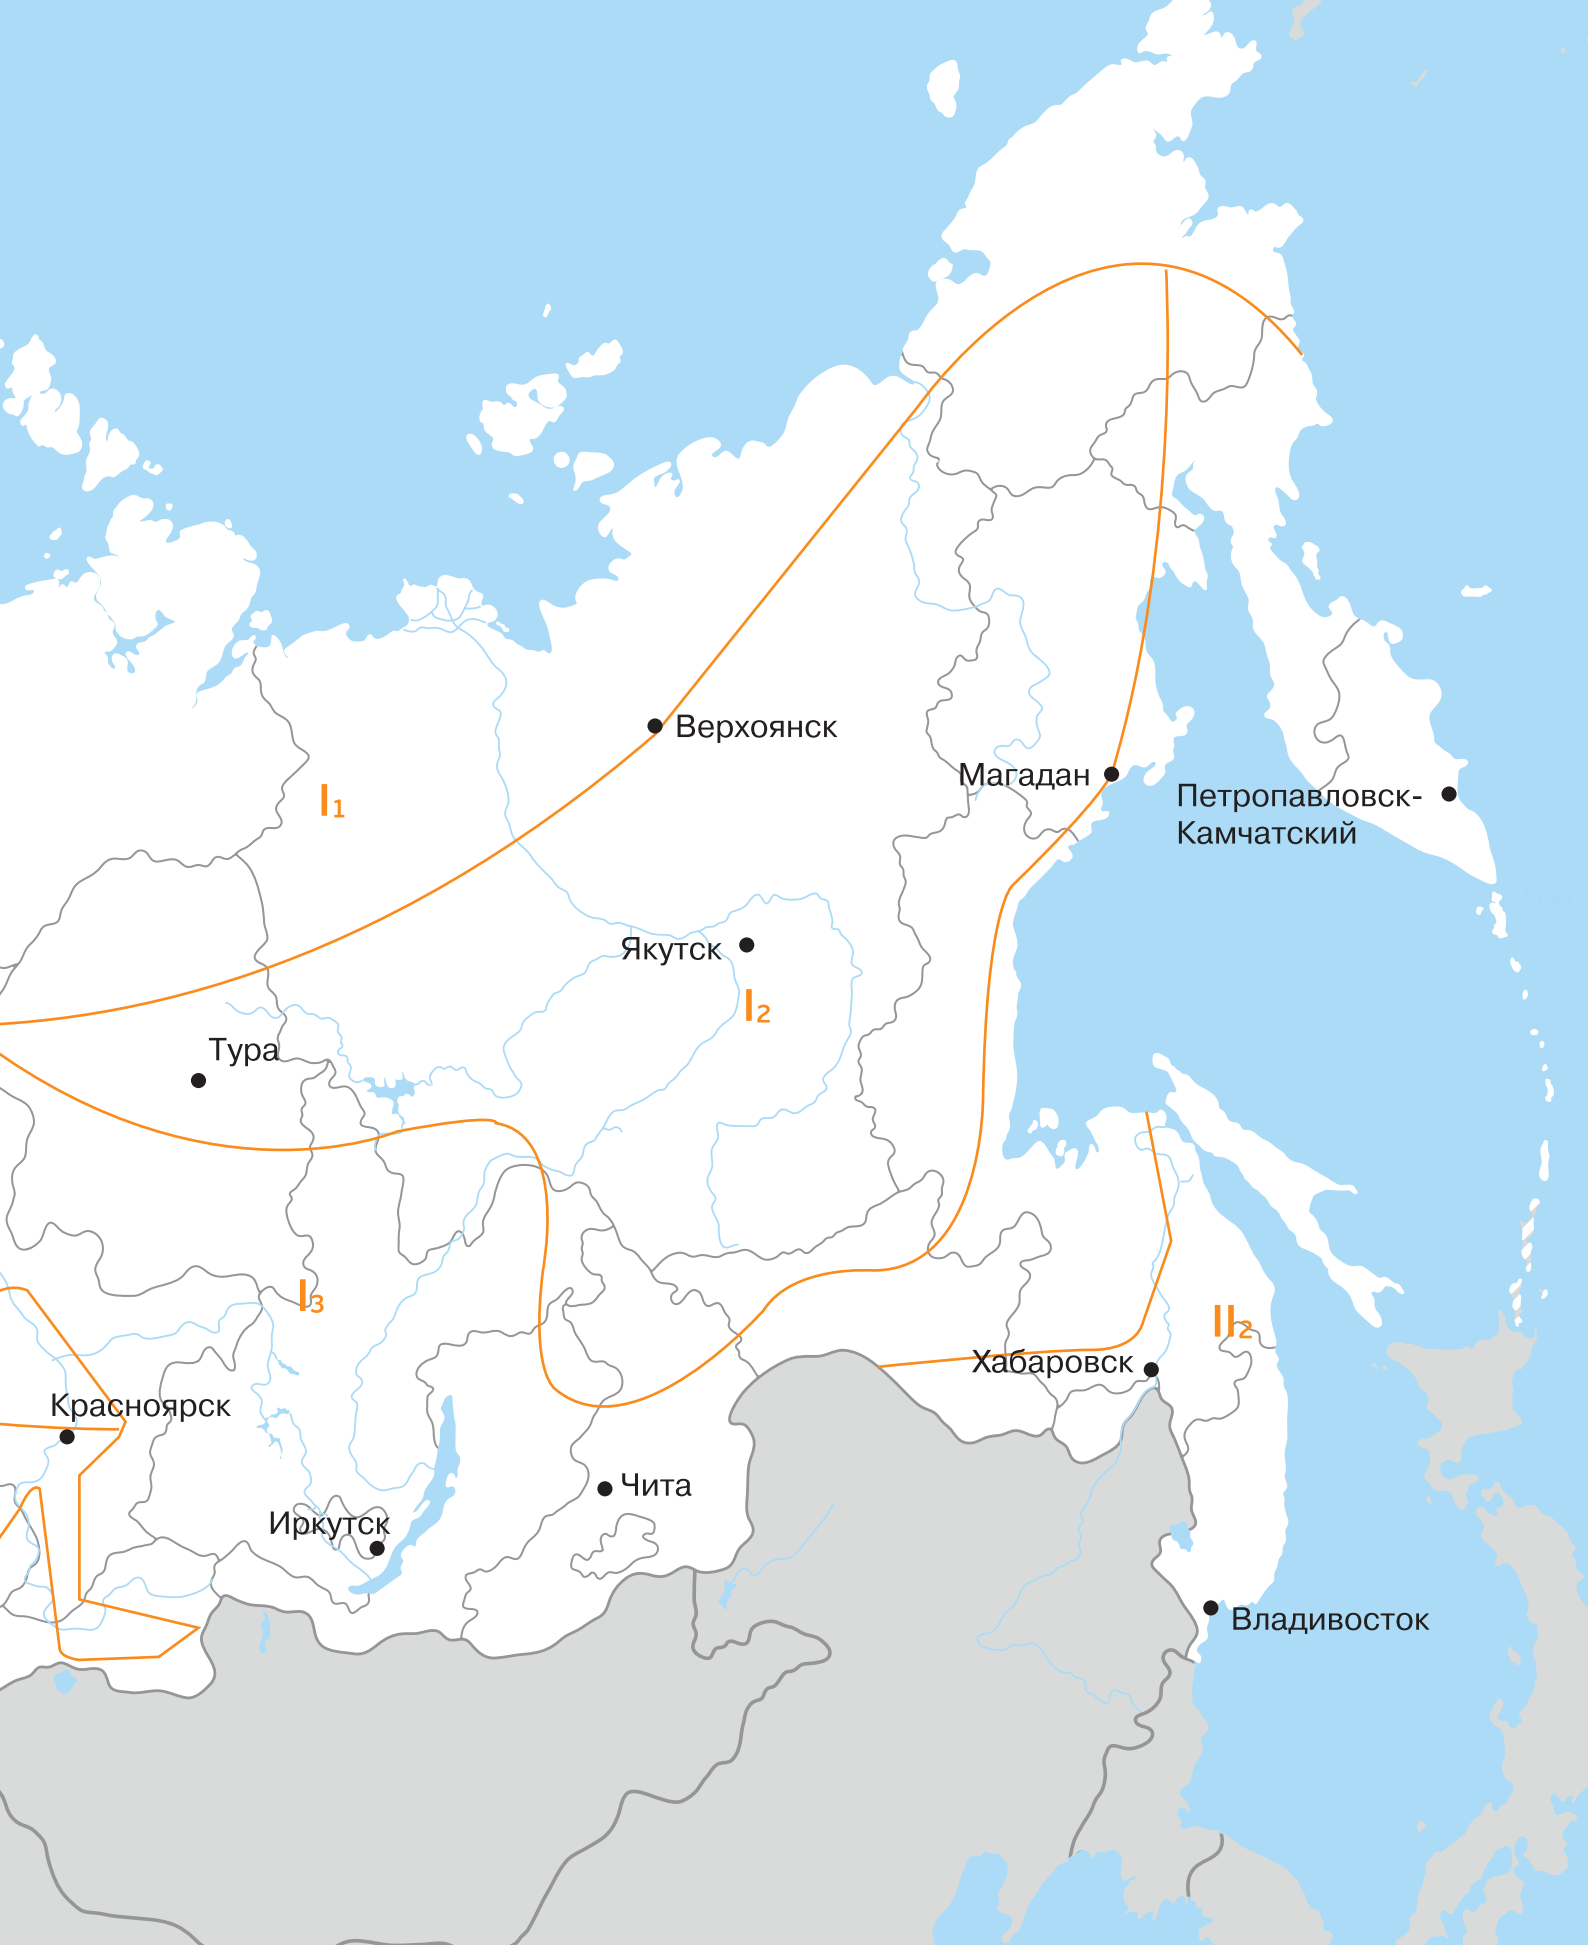 Верхоянск
I₁
Магадан
Петропавловск-
Камчатский
Якутск
I₂
Тура
I₃
II₂
Хабаровск
Красноярск
Чита
Иркутск
Владивосток